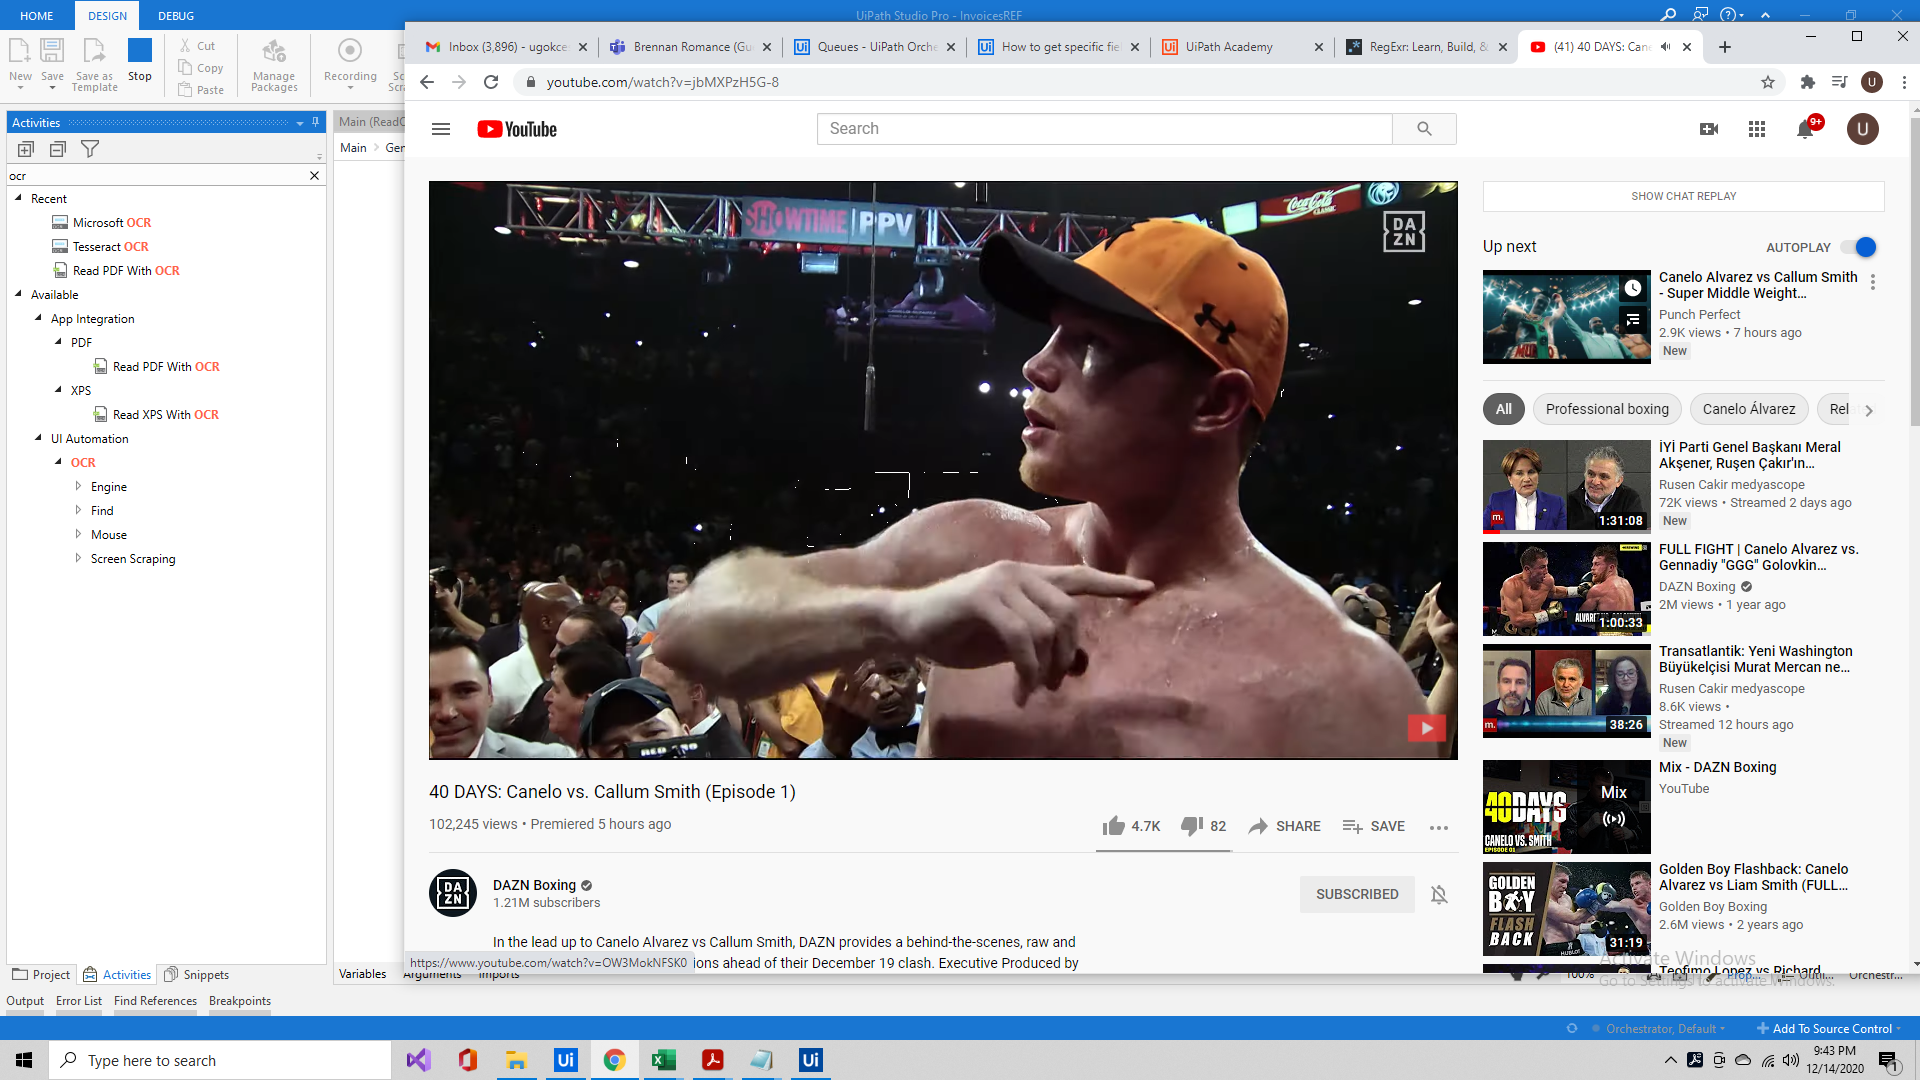 HOME DESIGN DEBUG
UiPath Studio Pro - InvoicesREF
New
Save
Save as
Template
Stop
Cut
Copy
Paste
Manage
Packages
Recording
Inbox (3,896) - ugokce
Brennan Romance (Gu
Queues - UiPath Orche
How to get specific fie
UiPath Academy
RegExr: Learn, Build, &
(41) 40 DAYS: Can
youtube.com/watch?v=jbMXPzH5G-8
Activities
ocr
Recent
Microsoft OCR
Tesseract OCR
Read PDF With OCR
Available
App Integration
PDF
Read PDF With OCR
XPS
Read XPS With OCR
UI Automation
OCR
Engine
Find
Mouse
Screen Scraping
Main (ReadC
Main > Ger
YouTube
Search
9+
U
SHOWTIME PPV
Coca-Cola
CLASSIC
DAZN
40 DAYS: Canelo vs. Callum Smith (Episode 1)
102,245 views • Premiered 5 hours ago
4.7K
82
SHARE
SAVE
DAZN
DAZN Boxing
1.21M subscribers
SUBSCRIBED
In the lead up to Canelo Alvarez vs Callum Smith, DAZN provides a behind-the-scenes, raw and
ions ahead of their December 19 clash. Executive Produced by
https://www.youtube.com/watch?v=OW3MokNFSK0
SHOW CHAT REPLAY
Up next
AUTOPLAY
Canelo Alvarez vs Callum Smith
- Super Middle Weight...
Punch Perfect
2.9K views • 7 hours ago
New
All
Professional boxing
Canelo Álvarez
Rel
İYİ Parti Genel Başkanı Meral
Akşener, Ruşen Çakır'ın...
Rusen Cakir medyascope
72K views • Streamed 2 days ago
New
1:31:08
FULL FIGHT | Canelo Alvarez vs.
Gennadiy "GGG" Golovkin...
DAZN Boxing
2M views • 1 year ago
1:00:33
Transatlantik: Yeni Washington
Büyükelçisi Murat Mercan ne...
Rusen Cakir medyascope
8.6K views •
Streamed 12 hours ago
New
38:26
Mix - DAZN Boxing
YouTube
Mix
40DAYS
CANELO VS. SMITH
EPISODE 01
Golden Boy Flashback: Canelo
Alvarez vs Liam Smith (FULL...
Golden Boy Boxing
2.6M views • 2 years ago
GOLDEN
BOY
FLASH
BACK
31:19
Teofimo Lopez vs Richard
Activate Windows
Go to Settings to activate Windows.
Project
Activities
Snippets
Variables
Arguments
Imports
100%
Prop...
Outli...
Orchestr...
Output
Error List
Find References
Breakpoints
Orchestrator, Default
Add To Source Control
Type here to search
9:43 PM
12/14/2020
1